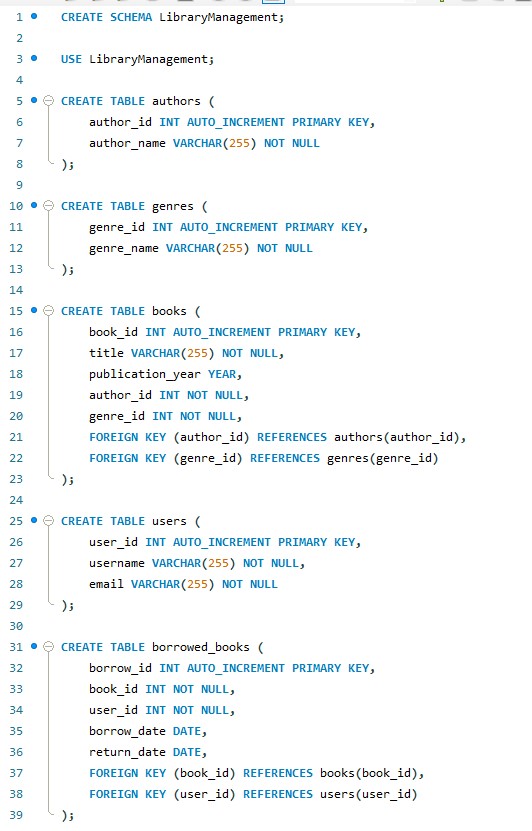 1 CREATE SCHEMA LibraryManagement;
2
3 USE LibraryManagement;
4
5 CREATE TABLE authors (
6 author_id INT AUTO_INCREMENT PRIMARY KEY,
7 author_name VARCHAR(255) NOT NULL
8 );
9
10 CREATE TABLE genres (
11 genre_id INT AUTO_INCREMENT PRIMARY KEY,
12 genre_name VARCHAR(255) NOT NULL
13 );
14
15 CREATE TABLE books (
16 book_id INT AUTO_INCREMENT PRIMARY KEY,
17 title VARCHAR(255) NOT NULL,
18 publication_year YEAR,
19 author_id INT NOT NULL,
20 genre_id INT NOT NULL,
21 FOREIGN KEY (author_id) REFERENCES authors(author_id),
22 FOREIGN KEY (genre_id) REFERENCES genres(genre_id)
23 );
24
25 CREATE TABLE users (
26 user_id INT AUTO_INCREMENT PRIMARY KEY,
27 username VARCHAR(255) NOT NULL,
28 email VARCHAR(255) NOT NULL
29 );
30
31 CREATE TABLE borrowed_books (
32 borrow_id INT AUTO_INCREMENT PRIMARY KEY,
33 book_id INT NOT NULL,
34 user_id INT NOT NULL,
35 borrow_date DATE,
36 return_date DATE,
37 FOREIGN KEY (book_id) REFERENCES books(book_id),
38 FOREIGN KEY (user_id) REFERENCES users(user_id)
39 );